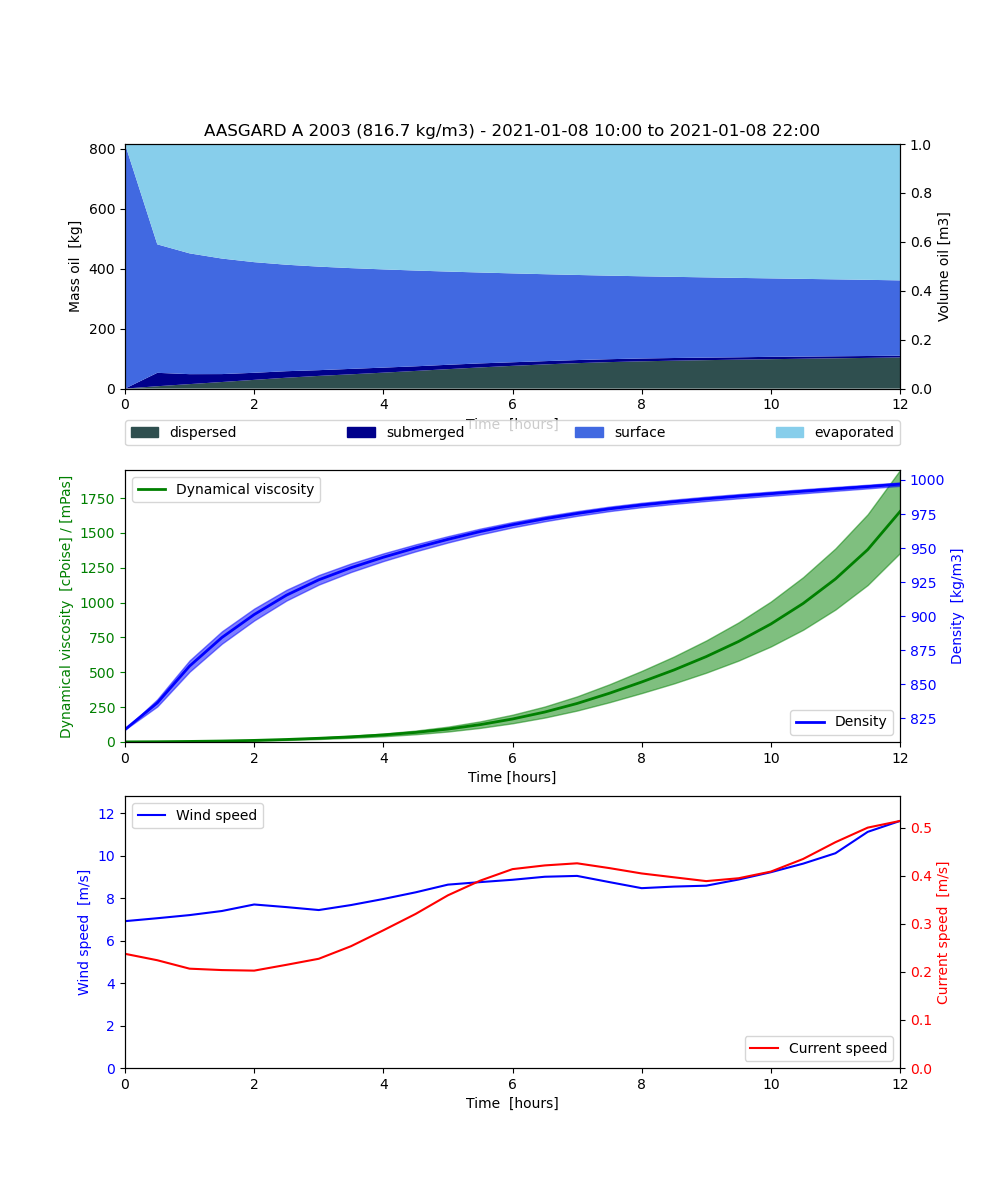 AASGARD A 2003 (816.7 kg/m3) - 2021-01-08 10:00 to 2021-01-08 22:00
Mass oil [kg]
800
600
400
200
0
1.0
0.8
0.6
0.4
0.2
0.0
Volume oil [m3]
0 2 4 6 8 10 12
Time [hours]
dispersed submerged surface evaporated
Dynamical viscosity [cPoise] / [mPas]
1750
1500
1250
1000
750
500
250
0
Dynamical viscosity
1000
975
950
925
900
875
850
825
Density [kg/m3]
Density
0 2 4 6 8 10 12
Time [hours]
Wind speed [m/s]
12
10
8
6
4
2
0
Wind speed
0.5
0.4
0.3
0.2
0.1
0.0
Current speed [m/s]
Current speed
0 2 4 6 8 10 12
Time [hours]